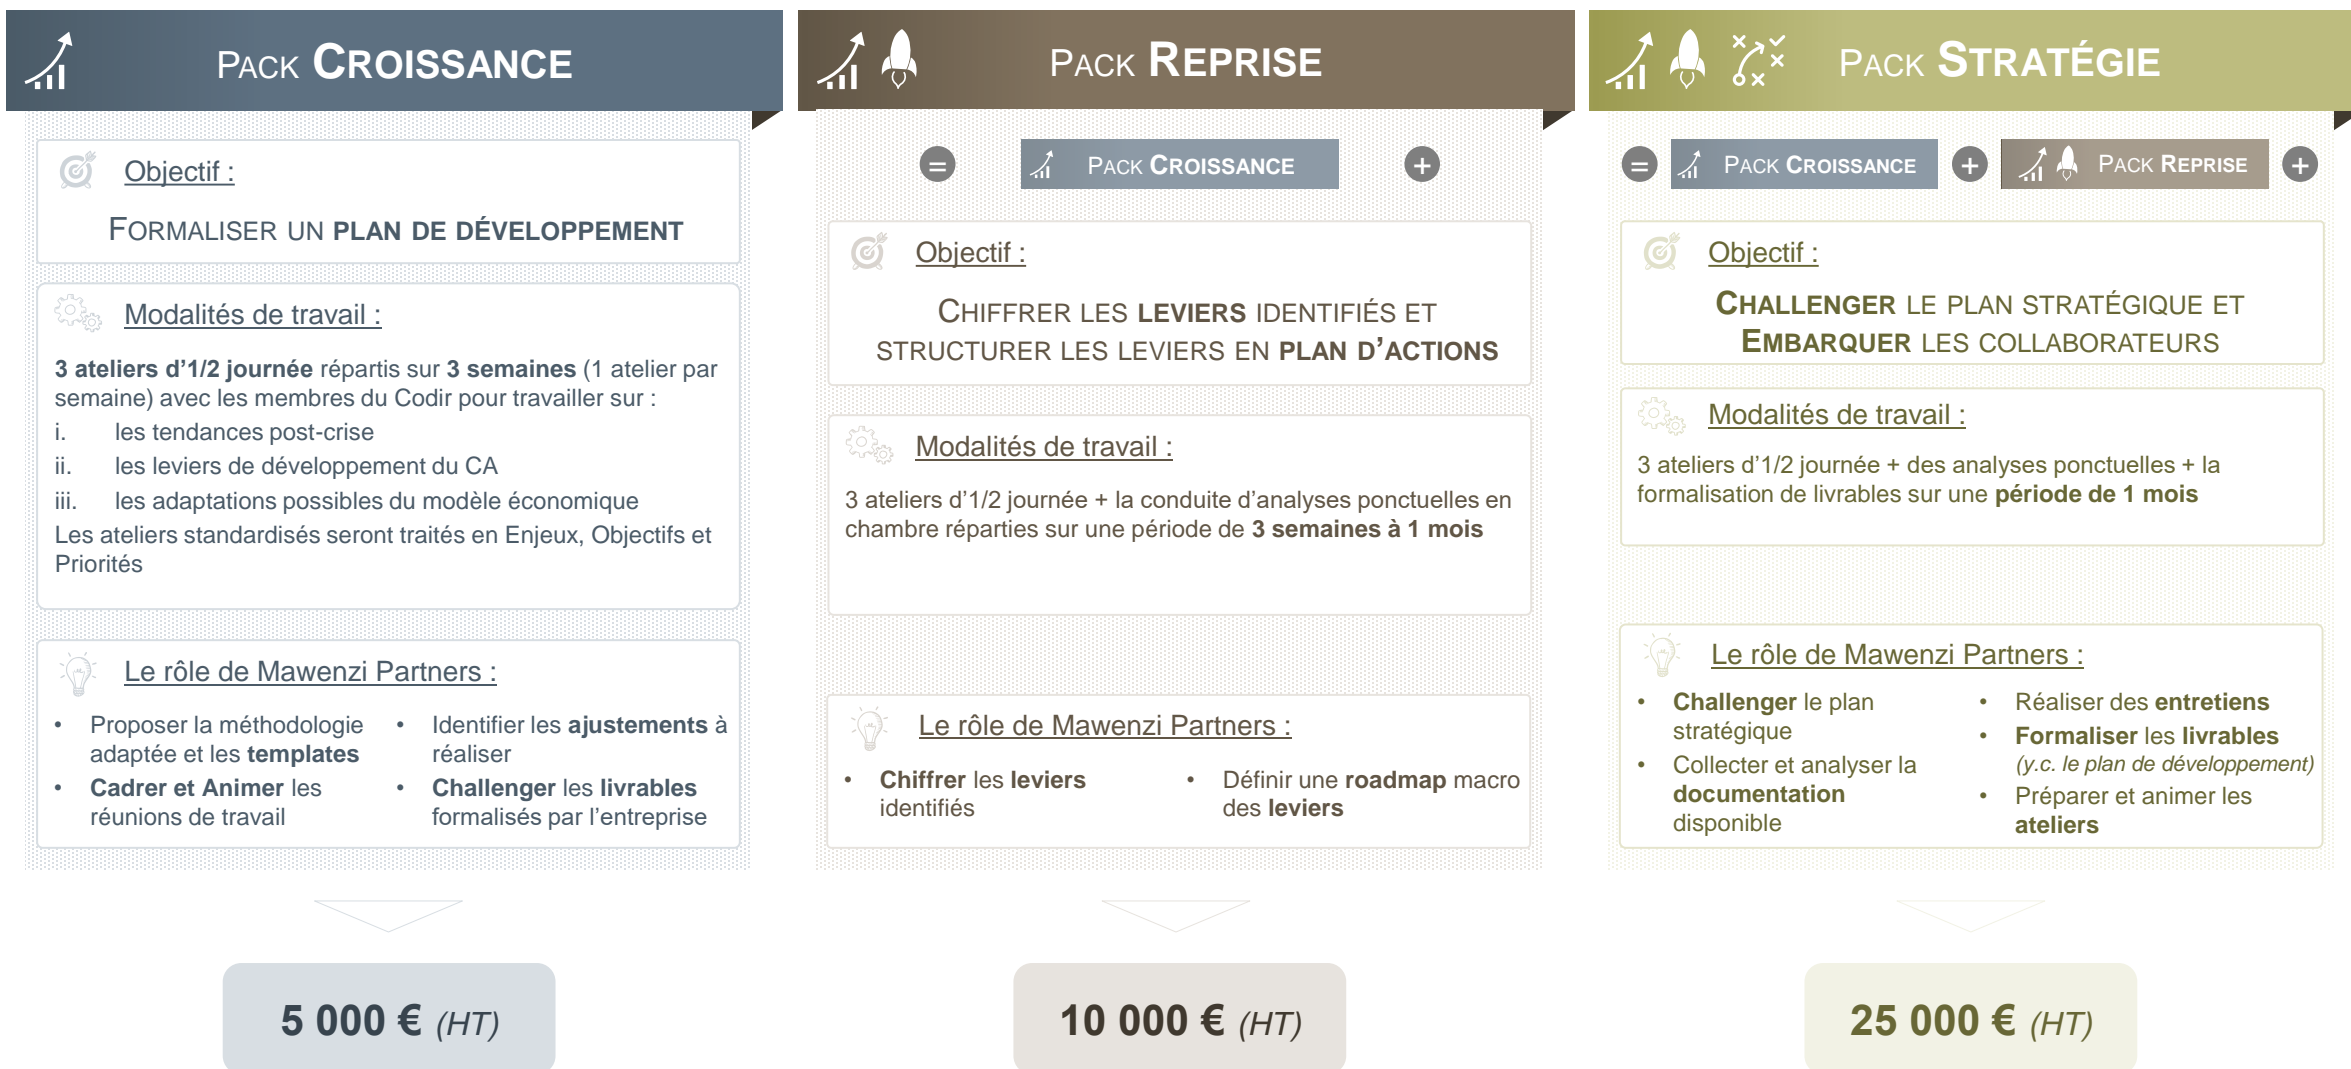 PACK CROISSANCE
Objectif :
FORMALISER UN PLAN DE DÉVELOPPEMENT
Modalités de travail :
3 ateliers d’1/2 journée répartis sur 3 semaines (1 atelier par
semaine) avec les membres du Codir pour travailler sur :
i. les tendances post-crise
ii. les leviers de développement du CA
iii. les adaptations possibles du modèle économique
Les ateliers standardisés seront traités en Enjeux, Objectifs et
Priorités
Le rôle de Mawenzi Partners :
• Proposer la méthodologie
adaptée et les templates
• Cadrer et Animer les
réunions de travail
• Identifier les ajustements à
réaliser
• Challenger les livrables
formalisés par l’entreprise
5 000 € (HT)
PACK REPRISE
= PACK CROISSANCE +
Objectif :
CHIFFRER LES LEVIERS IDENTIFIÉS ET
STRUCTURER LES LEVIERS EN PLAN D’ACTIONS
Modalités de travail :
3 ateliers d’1/2 journée + la conduite d’analyses ponctuelles en
chambre réparties sur une période de 3 semaines à 1 mois
Le rôle de Mawenzi Partners :
• Chiffrer les leviers
identifiés
• Définir une roadmap macro
des leviers
10 000 € (HT)
PACK STRATÉGIE
= PACK CROISSANCE + PACK REPRISE +
Objectif :
CHALLENGER LE PLAN STRATÉGIQUE ET
EMBARQUER LES COLLABORATEURS
Modalités de travail :
3 ateliers d’1/2 journée + des analyses ponctuelles + la
formalisation de livrables sur une période de 1 mois
Le rôle de Mawenzi Partners :
• Challenger le plan
stratégique
• Collecter et analyser la
documentation
disponible
• Réaliser des entretiens
• Formaliser les livrables
(y.c. le plan de développement)
• Préparer et animer les
ateliers
25 000 € (HT)